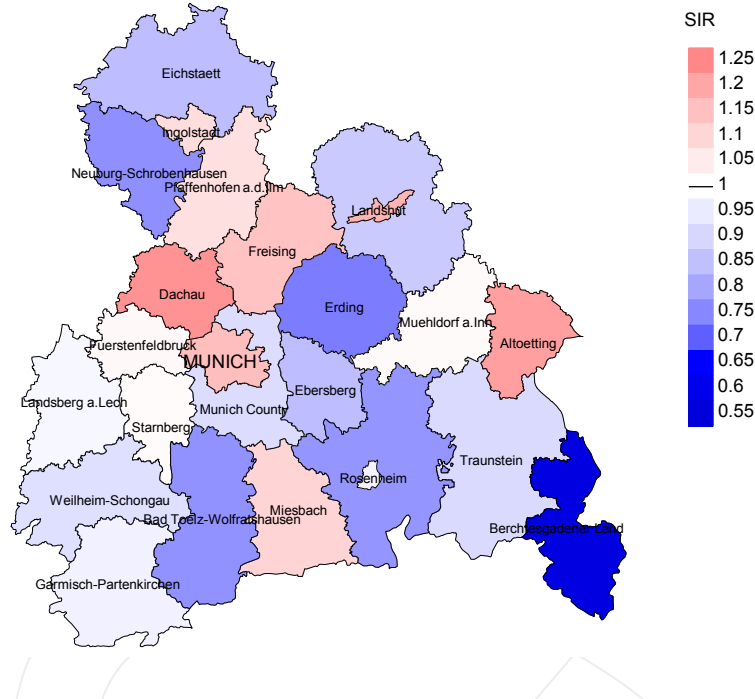 SIR
1.25
1.2
1.15
1.1
1.05
1
0.95
0.9
0.85
0.8
0.75
0.7
0.65
0.6
0.55
Eichstaett
Ingolstadt
Neuburg-Schrobenhausen
Pfaffenhofen a.d.Ilm
Landshut
Freising
Dachau
Erding
Muehldorf a.Inn
Altoetting
Fuerstenfeldbruck
MUNICH
Ebersberg
Landsberg a.Lech
Munich County
Starnberg
Traunstein
Rosenheim
Weilheim-Schongau
Miesbach
Bad Toelz-Wolfratshausen
Berchtesgadener Land
Garmisch-Partenkirchen